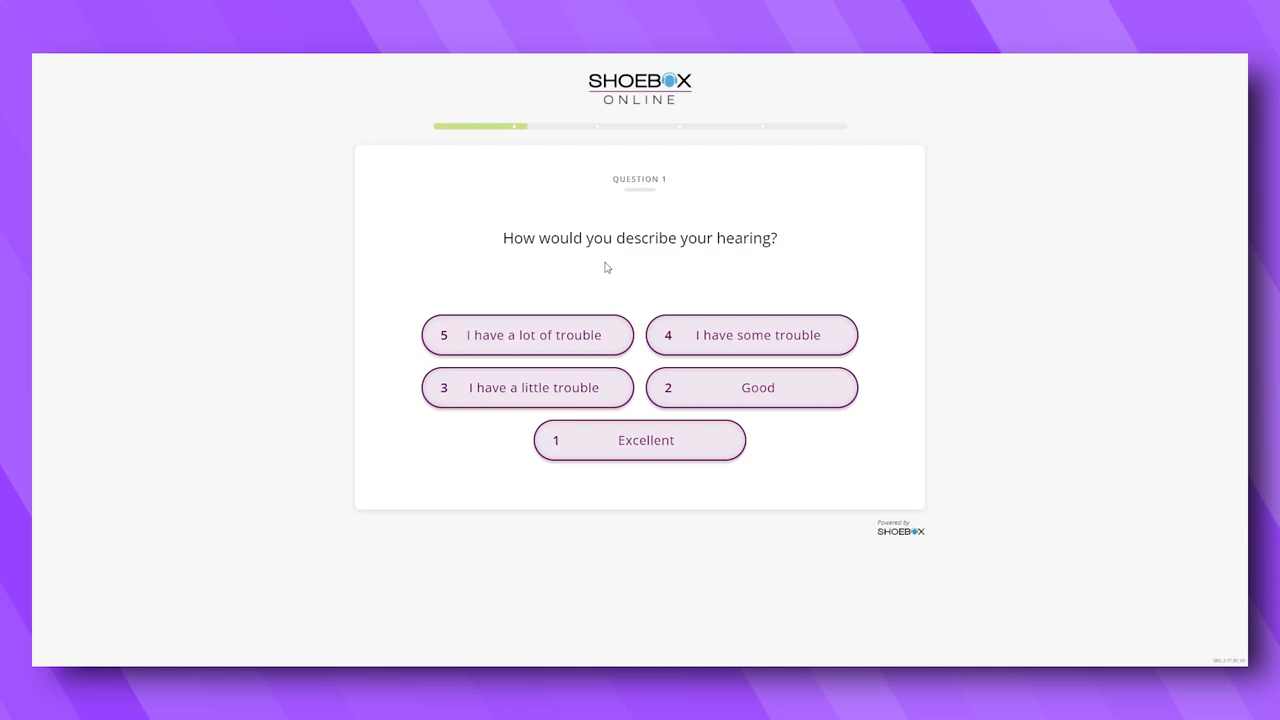 SHOEBOX
ONLINE
QUESTION 1
How would you describe your hearing?
5 I have a lot of trouble
4 I have some trouble
3 I have a little trouble
2 Good
1 Excellent
Powered by
SHOEBOX